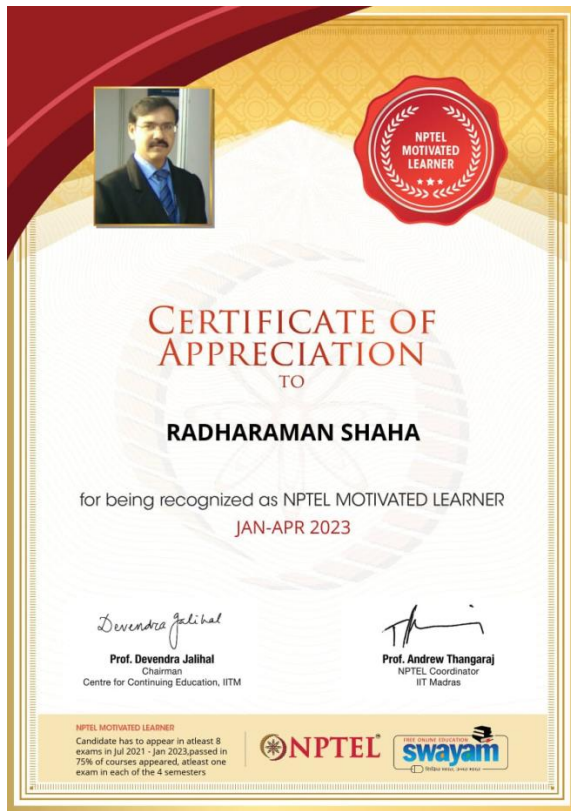 NPTEL
MOTIVATED
LEARNER
CERTIFICATE OF
APPRECIATION
TO
RADHARAMAN SHAHA
for being recognized as NPTEL MOTIVATED LEARNER
JAN-APR 2023
Devendra Jalihal
Prof. Devendra Jalihal
Chairman
Centre for Continuing Education, IITM
Prof. Andrew Thangaraj
NPTEL Coordinator
IIT Madras
NPTEL MOTIVATED LEARNER
Candidate has to appear in atleast 8
exams in Jul 2021 - Jan 2023,passed in
75% of courses appeared, atleast one
exam in each of the 4 semesters
NPTEL
FREE ONLINE EDUCATION
swayam